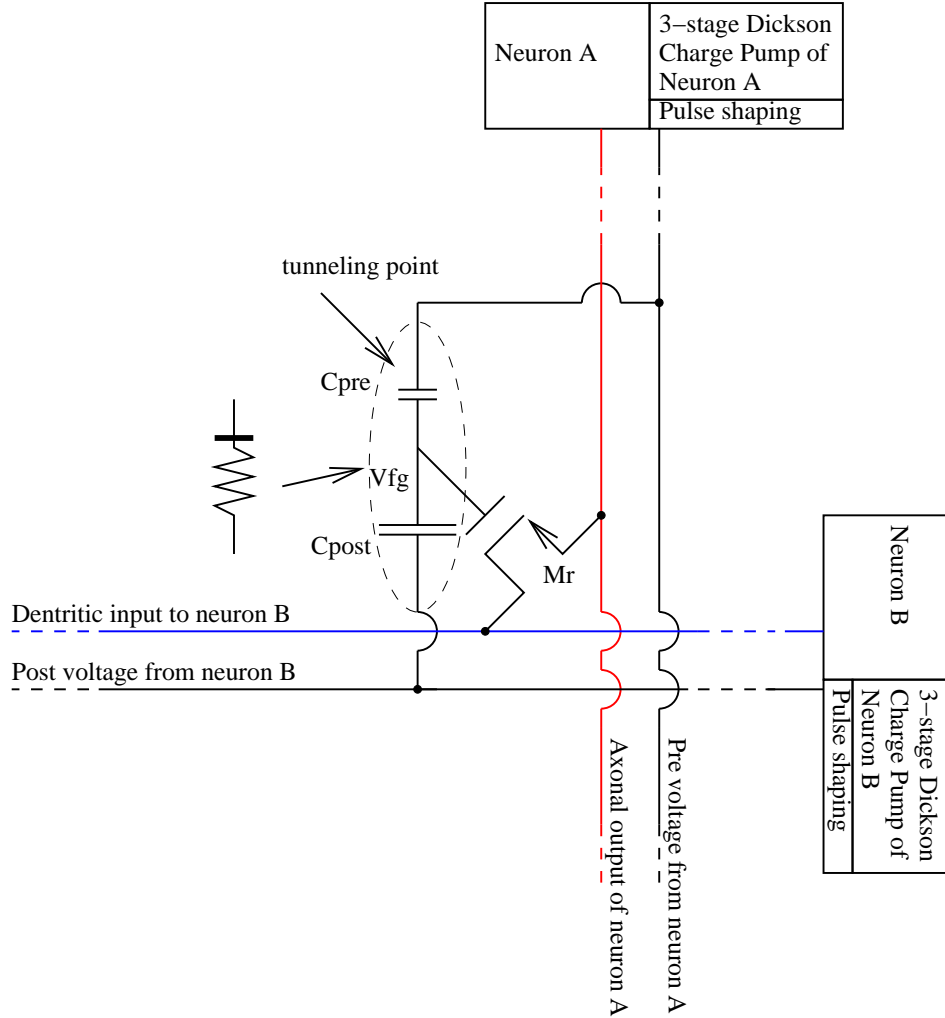 Neuron A
3−stage Dickson
Charge Pump of
Neuron A
Pulse shaping
tunneling point
Cpre
Vfg
Cpost
Mr
Neuron B
Dentritic input to neuron B
Post voltage from neuron B
3−stage Dickson
Charge Pump of
Neuron B
Pulse shaping
Axonal output of neuron A
Pre voltage from neuron A